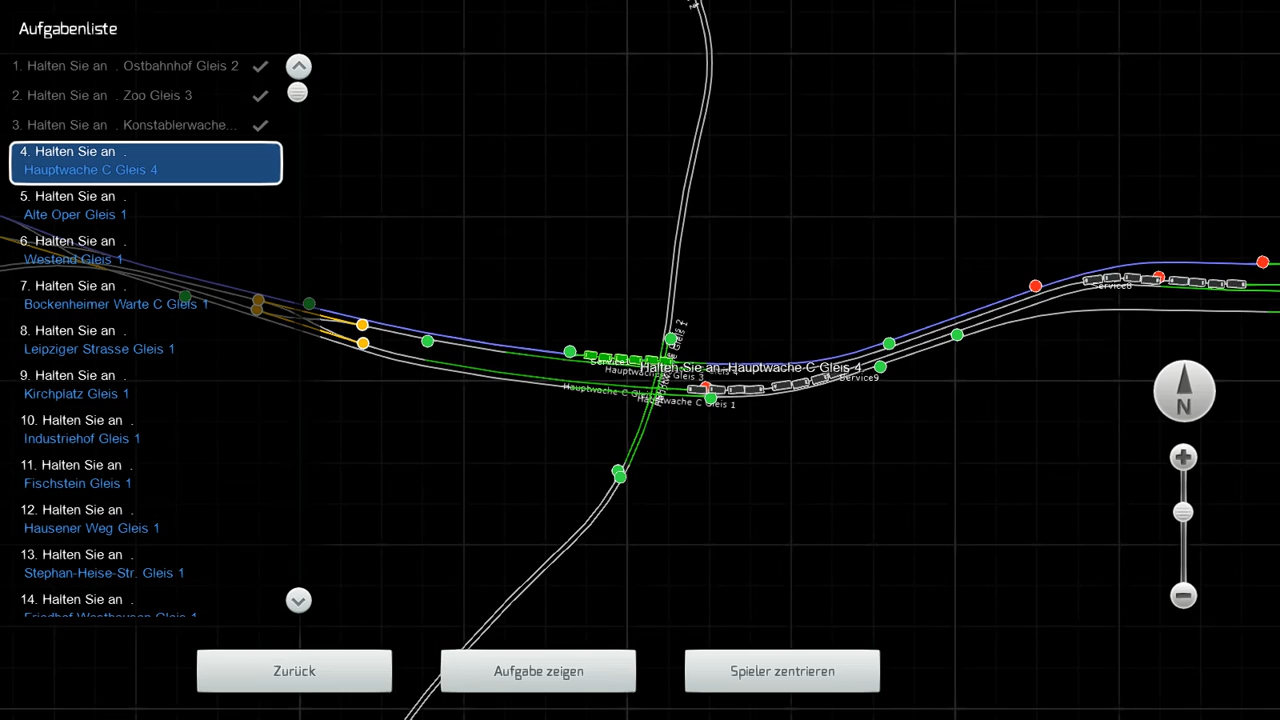 Aufgabenliste
1. Halten Sie an . Ostbahnhof Gleis 2
2. Halten Sie an . Zoo Gleis 3
3. Halten Sie an . Konstablerwache...
4. Halten Sie an .
Hauptwache C Gleis 4
5. Halten Sie an .
Alte Oper Gleis 1
6. Halten Sie an .
Westend Gleis 1
7. Halten Sie an .
Bockenheimer Warte C Gleis 1
8. Halten Sie an .
Leipziger Strasse Gleis 1
9. Halten Sie an .
Kirchplatz Gleis 1
10. Halten Sie an .
Industriehof Gleis 1
11. Halten Sie an .
Fischstein Gleis 1
12. Halten Sie an .
Hausener Weg Gleis 1
13. Halten Sie an .
Stephan-Heise-Str. Gleis 1
14. Halten Sie an .
Friedhof Westhausen Gleis 1
Service8
Halten Sie an Hauptwache C Gleis 4
Service9
Hauptwache C Gleis 1
N
Zurück
Aufgabe zeigen
Spieler zentrieren